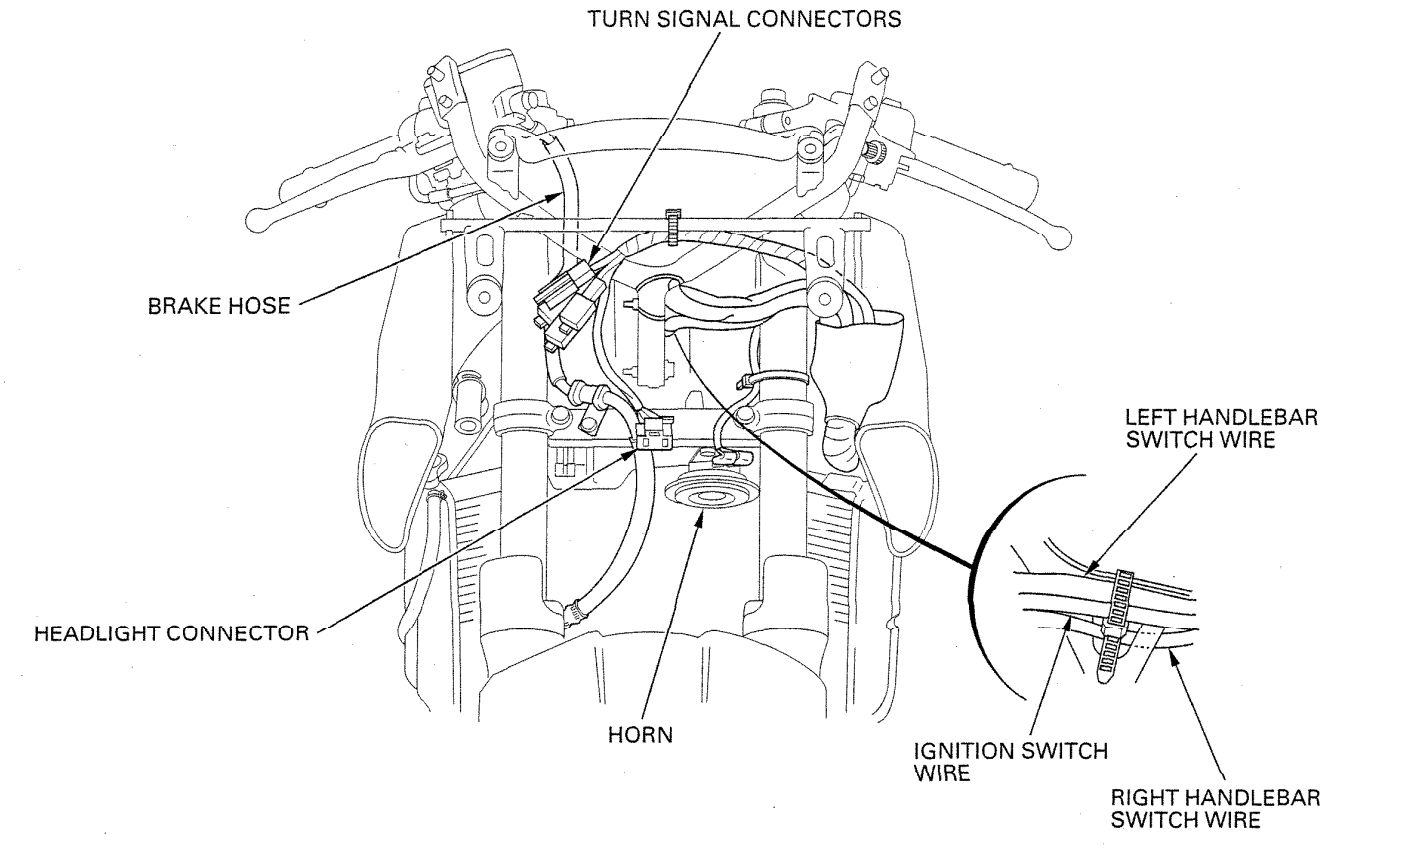 TURN SIGNAL CONNECTORS
BRAKE HOSE
LEFT HANDLEBAR
SWITCH WIRE
HEADLIGHT CONNECTOR
HORN
IGNITION SWITCH
WIRE
RIGHT HANDLEBAR
SWITCH WIRE